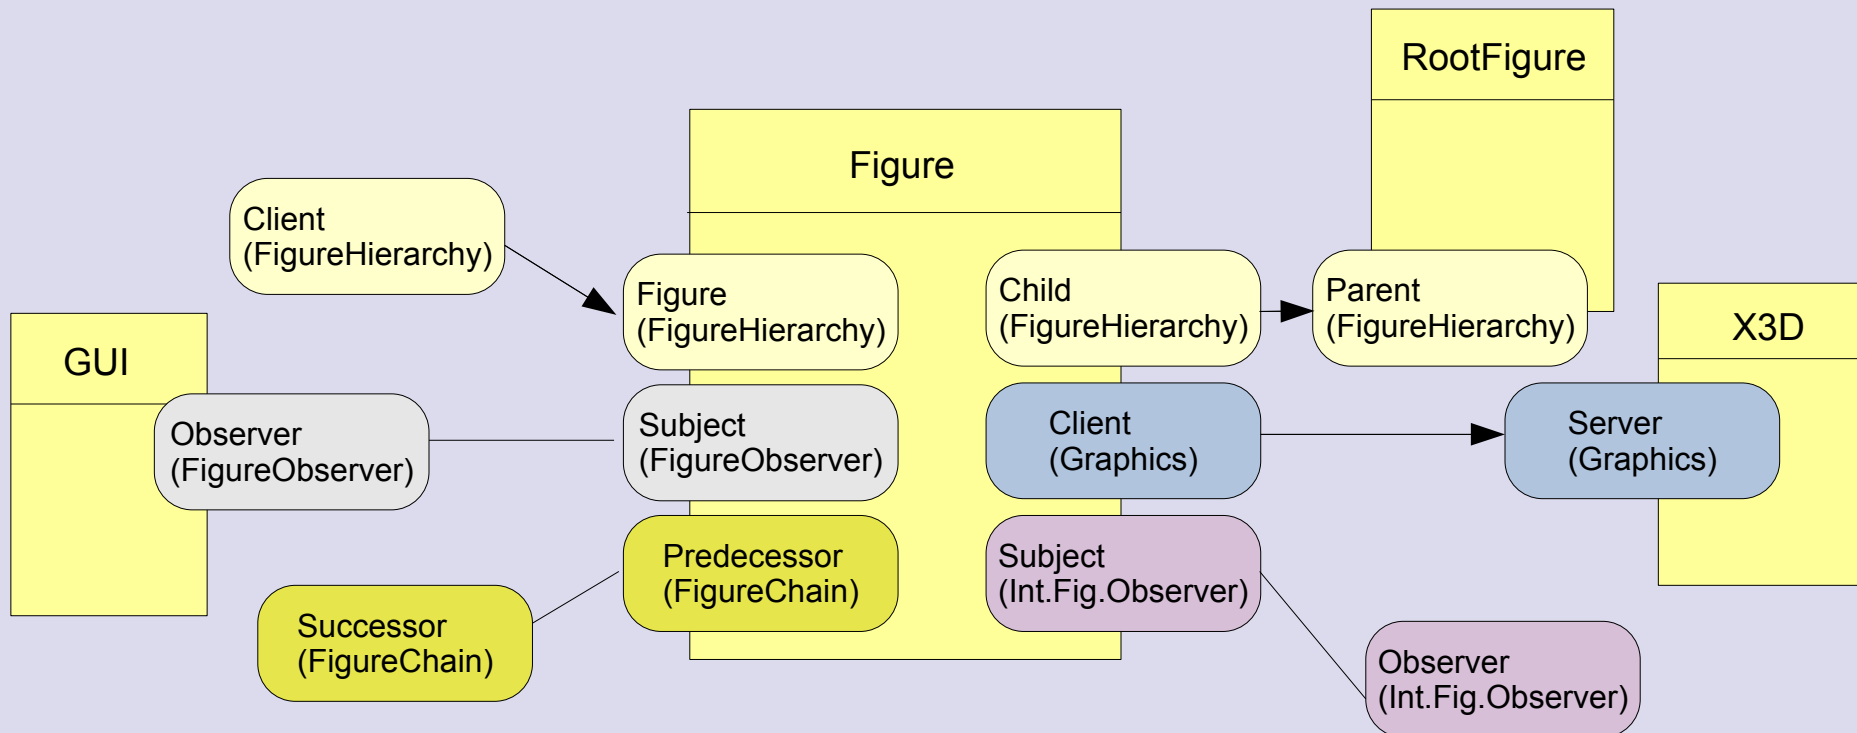 RootFigure
Figure
Client
(FigureHierarchy)
Figure
(FigureHierarchy)
Child
(FigureHierarchy)
Parent
(FigureHierarchy)
GUI
X3D
Observer
(FigureObserver)
Subject
(FigureObserver)
Client
(Graphics)
Server
(Graphics)
Predecessor
(FigureChain)
Subject
(Int.Fig.Observer)
Successor
(FigureChain)
Observer
(Int.Fig.Observer)